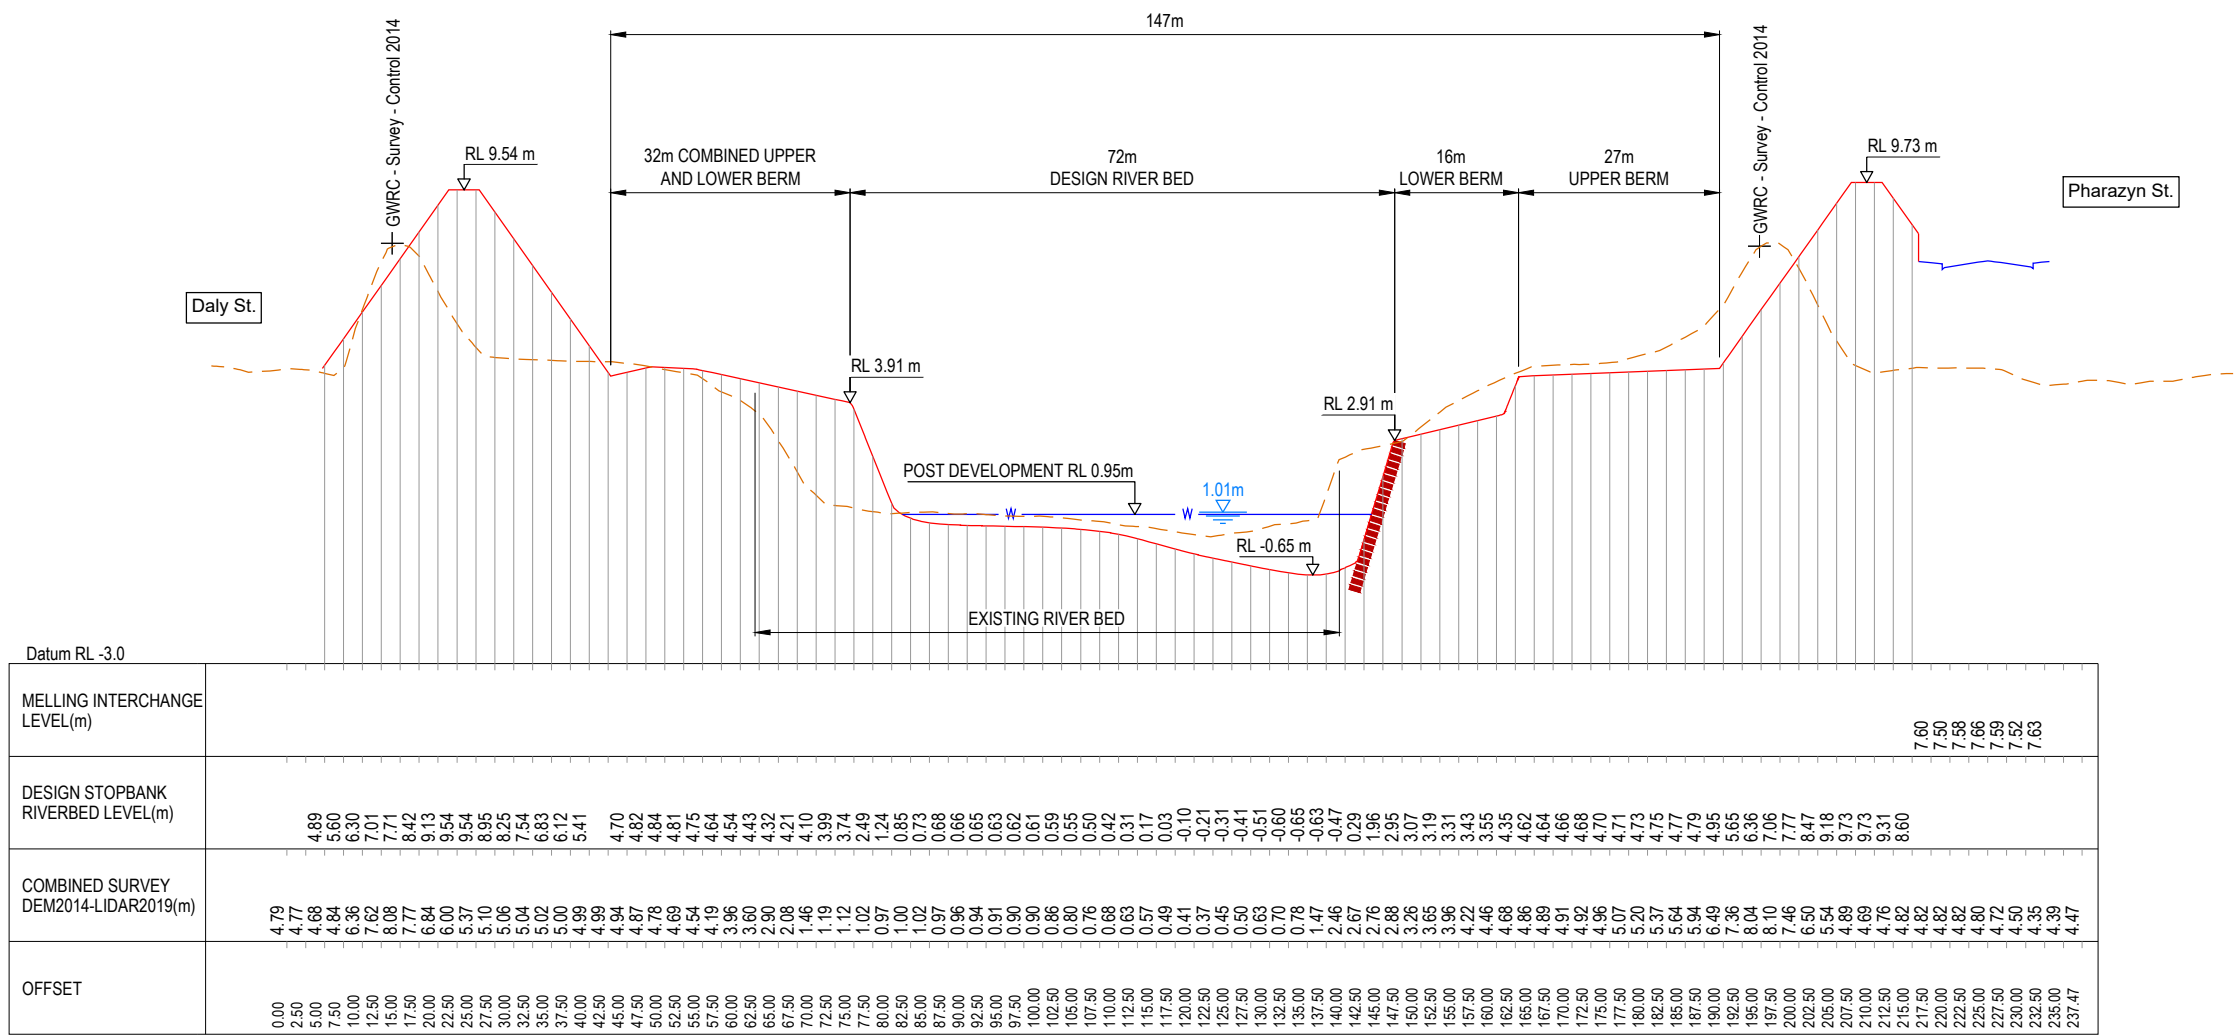 147m
GWRC - Survey - Control 2014
GWRC - Survey - Control 2014
RL 9.54 m
32m COMBINED UPPER
AND LOWER BERM
72m
DESIGN RIVER BED
16m
LOWER BERM
27m
UPPER BERM
RL 9.73 m
Pharazyn St.
Daly St.
RL 3.91 m
RL 2.91 m
POST DEVELOPMENT RL 0.95m
W
W
1.01m
RL -0.65 m
EXISTING RIVER BED
Datum RL -3.0
MELLING INTERCHANGE
LEVEL(m)
7.60 7.50 7.58 7.66 7.59 7.52 7.63
DESIGN STOPBANK
RIVERBED LEVEL(m)
4.89 5.60 6.30 7.01 7.71 8.42 9.13 9.54 9.54 8.95 8.25 7.54 6.83 6.12 5.41 4.70 4.82 4.84 4.81 4.75 4.64 4.54 4.43 4.32 4.21 4.10 3.99 3.74 2.49 1.24 0.85 0.73 0.68 0.66 0.65 0.63 0.62 0.61 0.59 0.55 0.50 0.42 0.31 0.17 0.03 -0.10 -0.21 -0.31 -0.41 -0.51 -0.60 -0.65 -0.63 -0.47 0.29 1.96 2.95 3.07 3.19 3.31 3.43 3.55 4.35 4.62 4.64 4.66 4.68 4.70 4.71 4.73 4.75 4.77 4.79 4.95 5.65 6.36 7.06 7.77 8.47 9.18 9.73 9.73 9.31 8.60
COMBINED SURVEY
DEM2014-LIDAR2019(m)
4.79 4.77 4.68 4.84 6.36 7.62 8.08 7.77 6.84 6.00 5.37 5.10 5.06 5.04 5.02 5.00 4.99 4.99 4.94 4.87 4.78 4.69 4.54 4.19 3.96 3.60 2.90 2.08 1.46 1.19 1.12 1.02 0.97 1.00 1.02 0.97 0.96 0.94 0.91 0.90 0.90 0.86 0.80 0.76 0.68 0.63 0.57 0.49 0.41 0.37 0.45 0.50 0.63 0.70 0.78 1.47 2.46 2.67 2.76 2.88 3.26 3.65 3.96 4.22 4.46 4.68 4.86 4.89 4.91 4.92 4.96 5.07 5.20 5.37 5.64 5.94 6.49 7.36 8.04 8.10 7.46 6.50 5.54 4.89 4.69 4.76 4.82 4.82 4.82 4.82 4.80 4.72 4.50 4.35 4.39 4.47
OFFSET
0.00 2.50 5.00 7.50 10.00 12.50 15.00 17.50 20.00 22.50 25.00 27.50 30.00 32.50 35.00 37.50 40.00 42.50 45.00 47.50 50.00 52.50 55.00 57.50 60.00 62.50 65.00 67.50 70.00 72.50 75.00 77.50 80.00 82.50 85.00 87.50 90.00 92.50 95.00 97.50 100.00 102.50 105.00 107.50 110.00 112.50 115.00 117.50 120.00 122.50 125.00 127.50 130.00 132.50 135.00 137.50 140.00 142.50 145.00 147.50 150.00 152.50 155.00 157.50 160.00 162.50 165.00 167.50 170.00 172.50 175.00 177.50 180.00 182.50 185.00 187.50 190.00 192.50 195.00 197.50 200.00 202.50 205.00 207.50 210.00 212.50 215.00 217.50 220.00 222.50 225.00 227.50 230.00 232.50 235.00 237.47